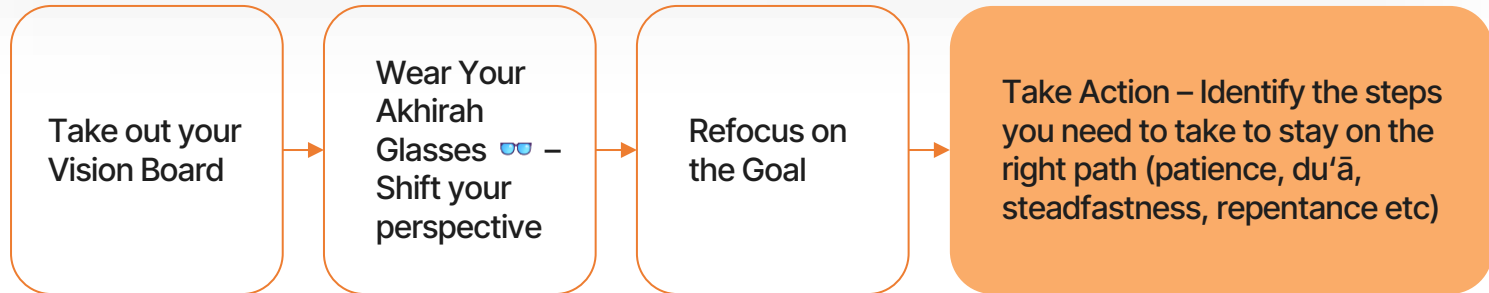 Take out your
Vision Board
Wear Your
Akhirah
Glasses 👓 –
Shift your
perspective
Refocus on
the Goal
Take Action – Identify the steps
you need to take to stay on the
right path (patience, du‘ā,
steadfastness, repentance etc)